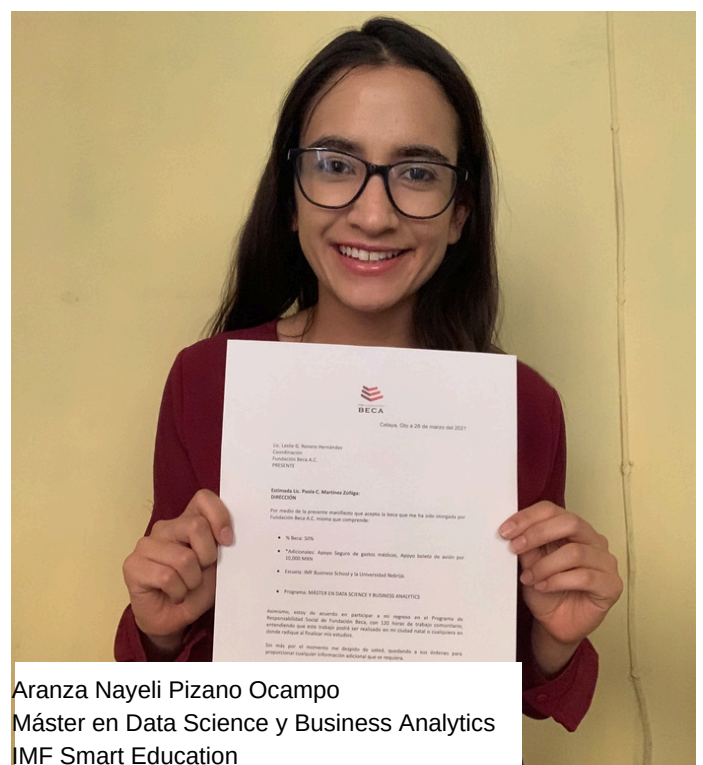 BECA
Celaya, Gto a 28 de marzo del 2021
Lic. Leslie G. Romero Hernández
Coordinación
Fundación Beca A.C.
PRESENTE
Estimada Lic. Paola C. Martínez Zúñiga:
DIRECCIÓN
Por medio de la presente manifiesto que acepto la beca que me ha sido otorgada por
Fundación Beca A.C. misma que comprende:
● % Beca: 50%
● *Adicionales: Apoyo Seguro de gastos médicos, Apoyo boleto de avión por
10,000 MXN
● Escuela: IMF Business School y la Universidad Nebrija.
● Programa: MÁSTER EN DATA SCIENCE Y BUSINESS ANALYTICS
Asimismo, estoy de acuerdo en participar a mi regreso en el Programa de
Responsabilidad Social de Fundación Beca, con 120 horas de trabajo comunitario,
entendiendo que este trabajo podrá ser realizado en mi ciudad natal o cualquiera en
donde radique al finalizar mis estudios.
Sin más por el momento me despido de usted, quedando a sus órdenes para
proporcionar cualquier información adicional que se requiera.
Aranza Nayeli Pizano Ocampo
Máster en Data Science y Business Analytics
IMF Smart Education